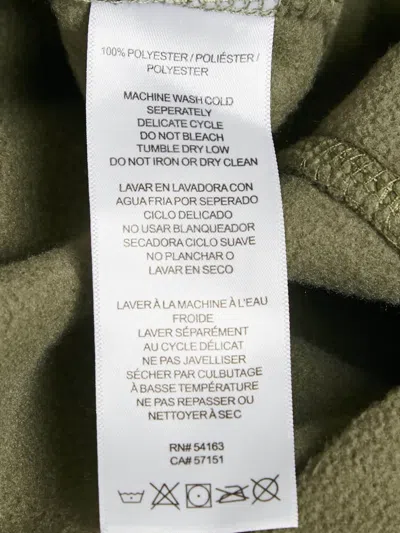 100% POLYESTER / POLIÉSTER /
POLYESTER
MACHINE WASH COLD
SEPERATELY
DELICATE CYCLE
DO NOT BLEACH
TUMBLE DRY LOW
DO NOT IRON OR DRY CLEAN
LAVAR EN LAVADORA CON
AGUA FRIA POR SEPERADO
CICLO DELICADO
NO USAR BLANQUEADOR
SECADORA CICLO SUAVE
NO PLANCHAR O
LAVAR EN SECO
LAVER À LA MACHINE À L'EAU
FROIDE
LAVER SÉPARÉMENT
AU CYCLE DÉLICAT
NE PAS JAVELLISER
SÉCHER PAR CULBUTAGE
À BASSE TEMPÉRATURE
NE PAS REPASSER OU
NETTOYER À SEC
RN# 54163
CA# 57151